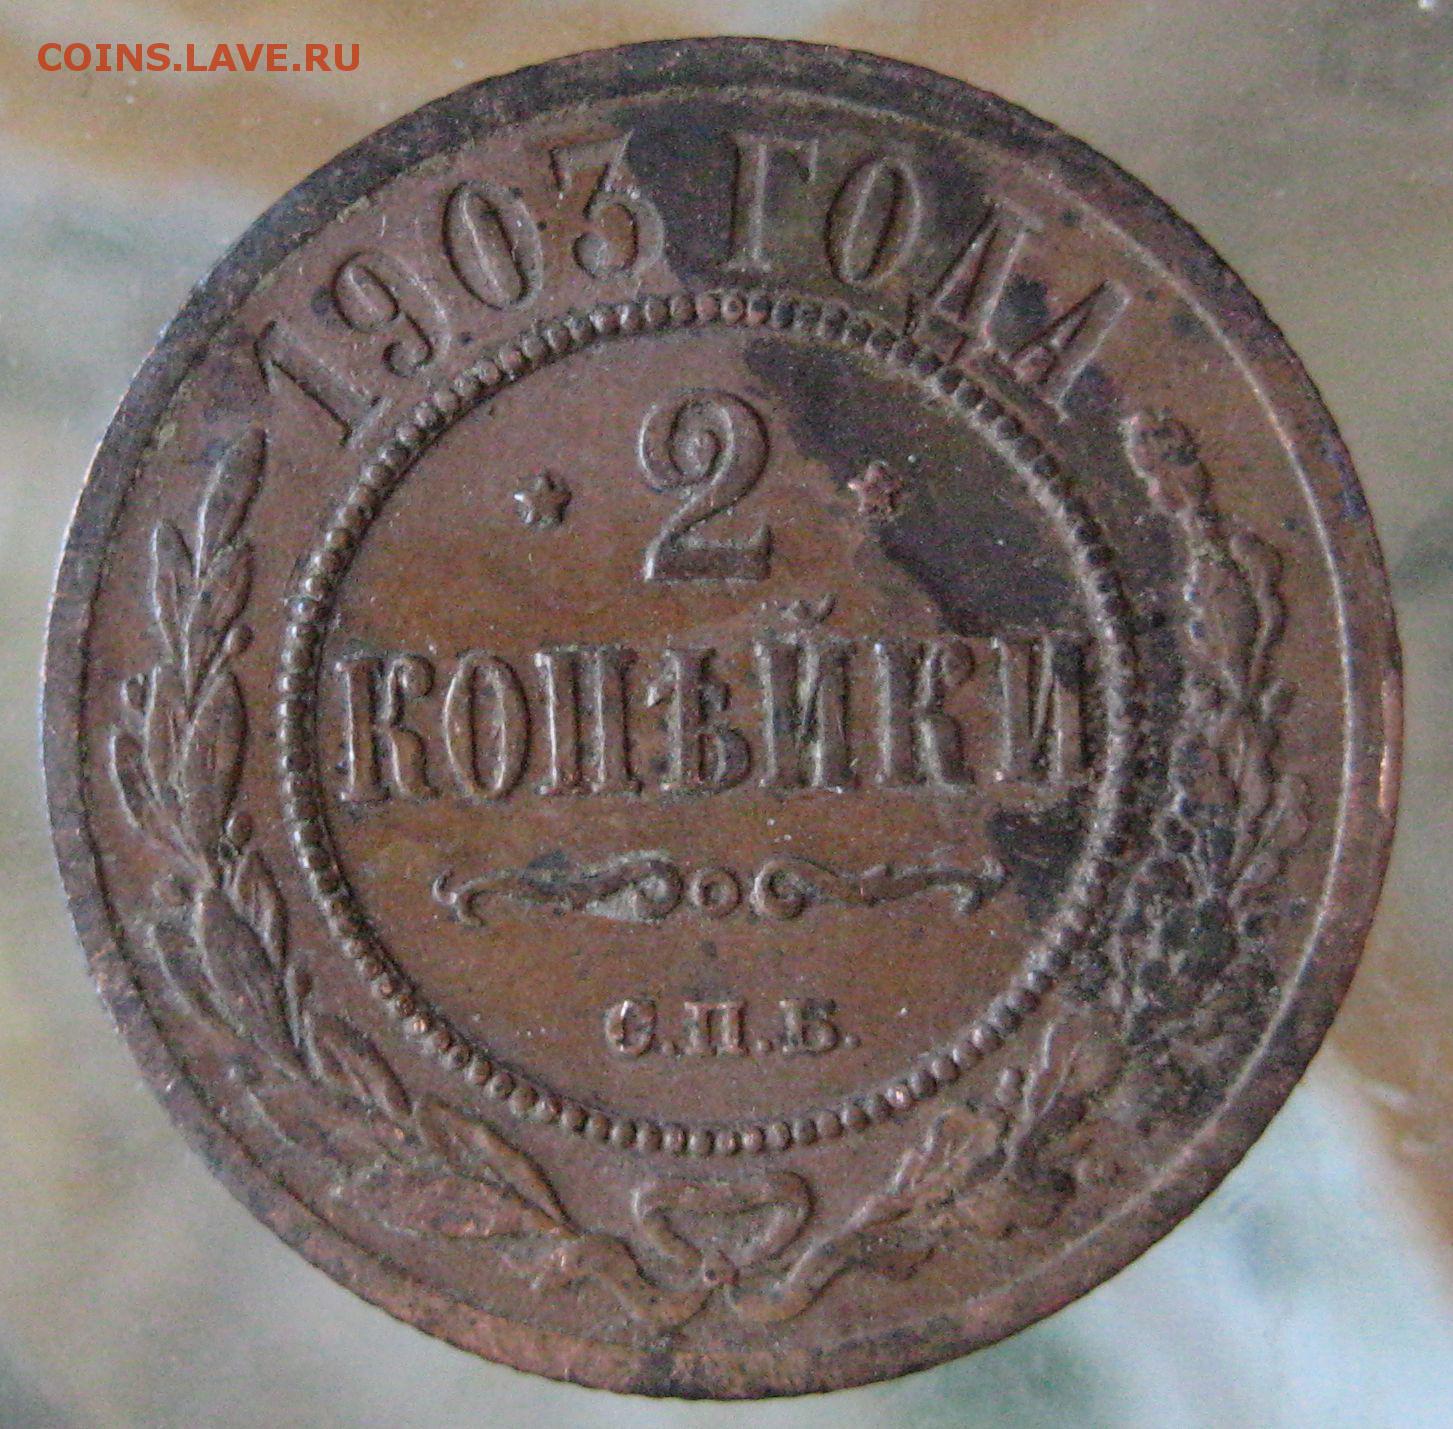 COINS.LAVE.RU
1903 ГОДА
* 2 *
КОПѢЙКИ
С.П.Б.